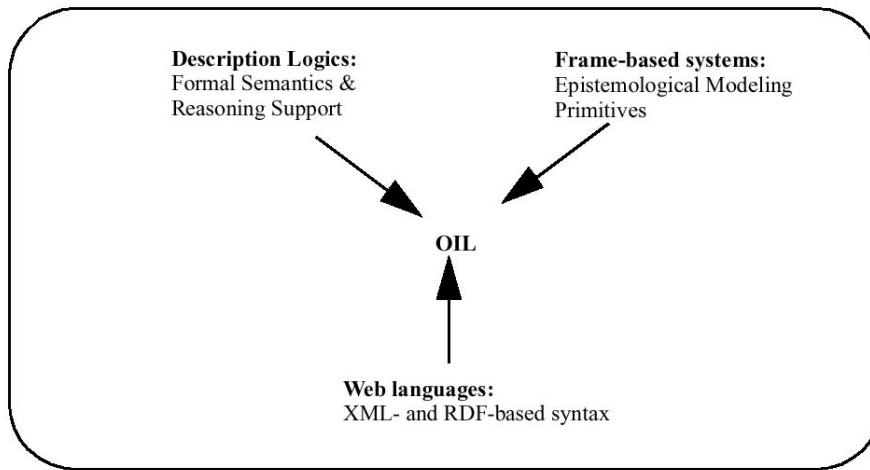 Description Logics:
Formal Semantics &
Reasoning Support
Frame-based systems:
Epistemological Modeling
Primitives
OIL
Web languages:
XML- and RDF-based syntax